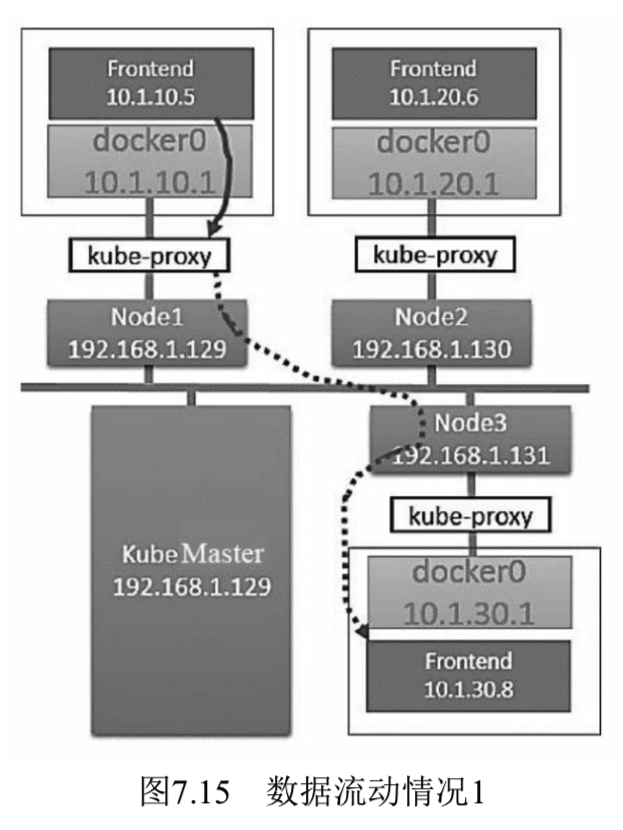 Frontend
10.1.10.5
docker0
10.1.10.1
kube-proxy
Node1
192.168.1.129
Frontend
10.1.20.6
docker0
10.1.20.1
kube-proxy
Node2
192.168.1.130
Kube Master
192.168.1.129
Node3
192.168.1.131
kube-proxy
docker0
10.1.30.1
Frontend
10.1.30.8
图7.15 数据流动情况1